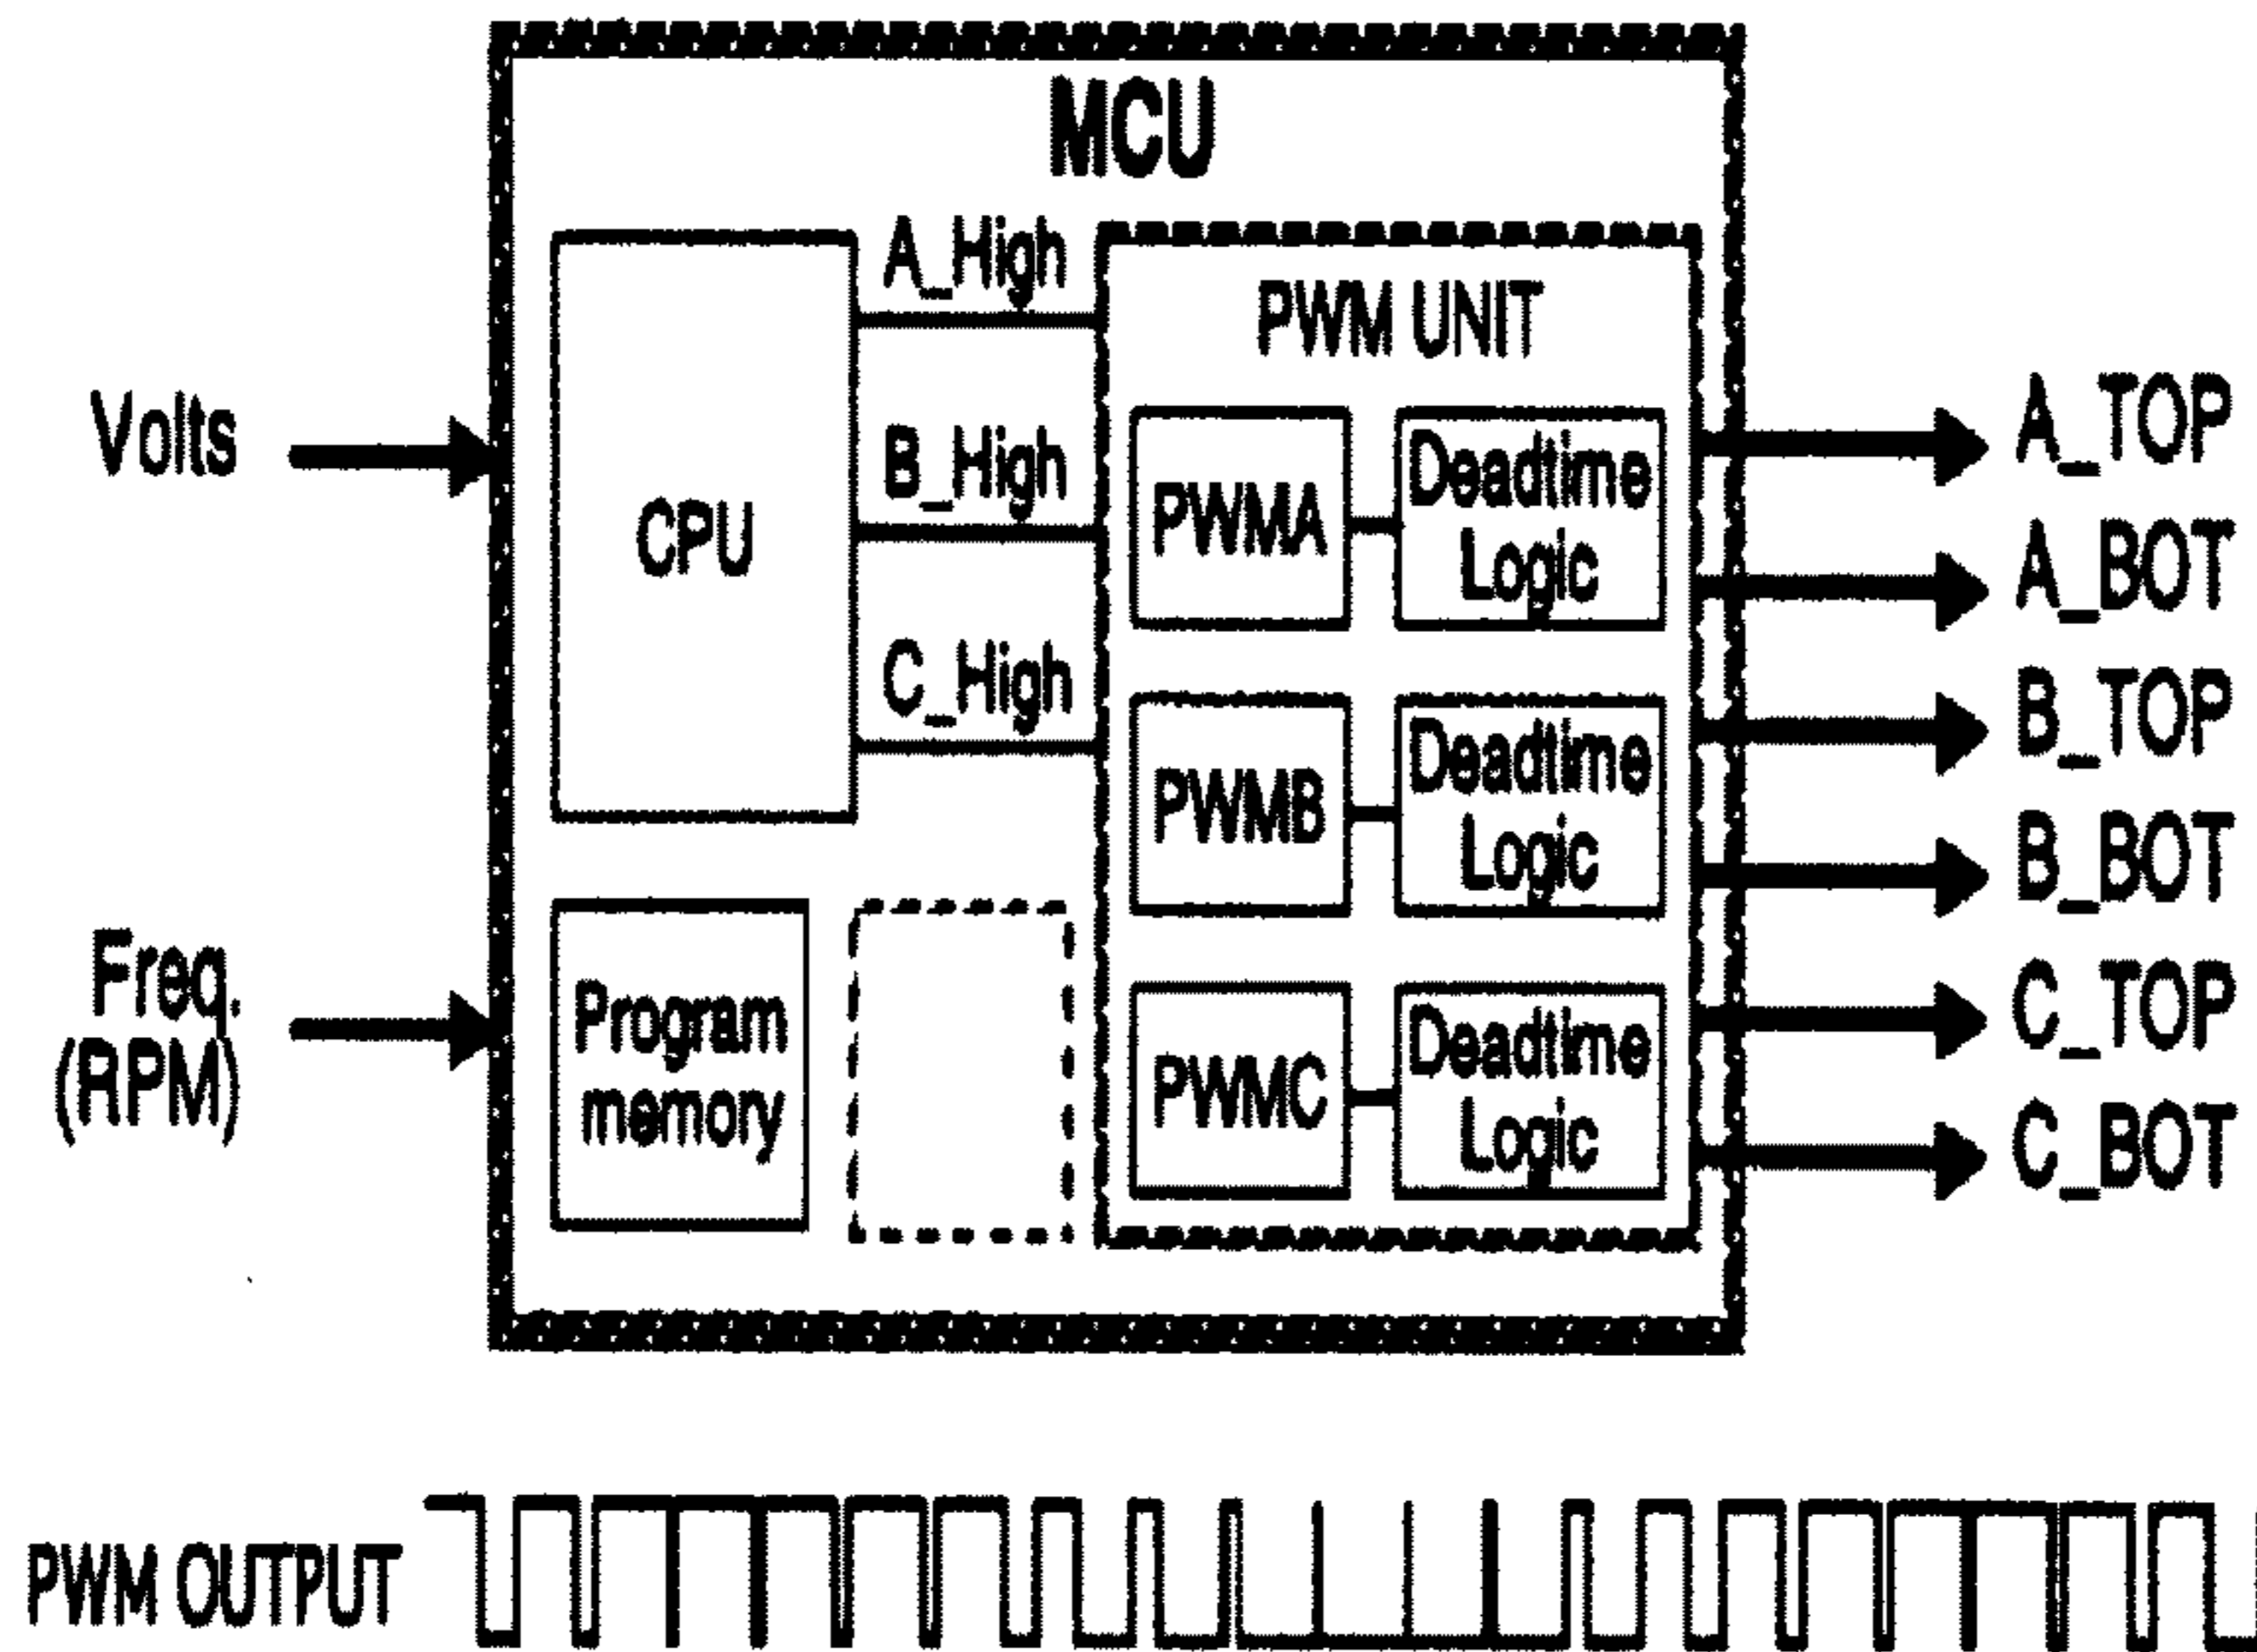 MCU
Volts
Freq.
(RPM)
CPU
A_High
B_High
C_High
Program
memory
PWM UNIT
PWMA
Deadtime
Logic
PWMB
Deadtime
Logic
PWMC
Deadtime
Logic
A_TOP
A_BOT
B_TOP
B_BOT
C_TOP
C_BOT
PWM OUTPUT